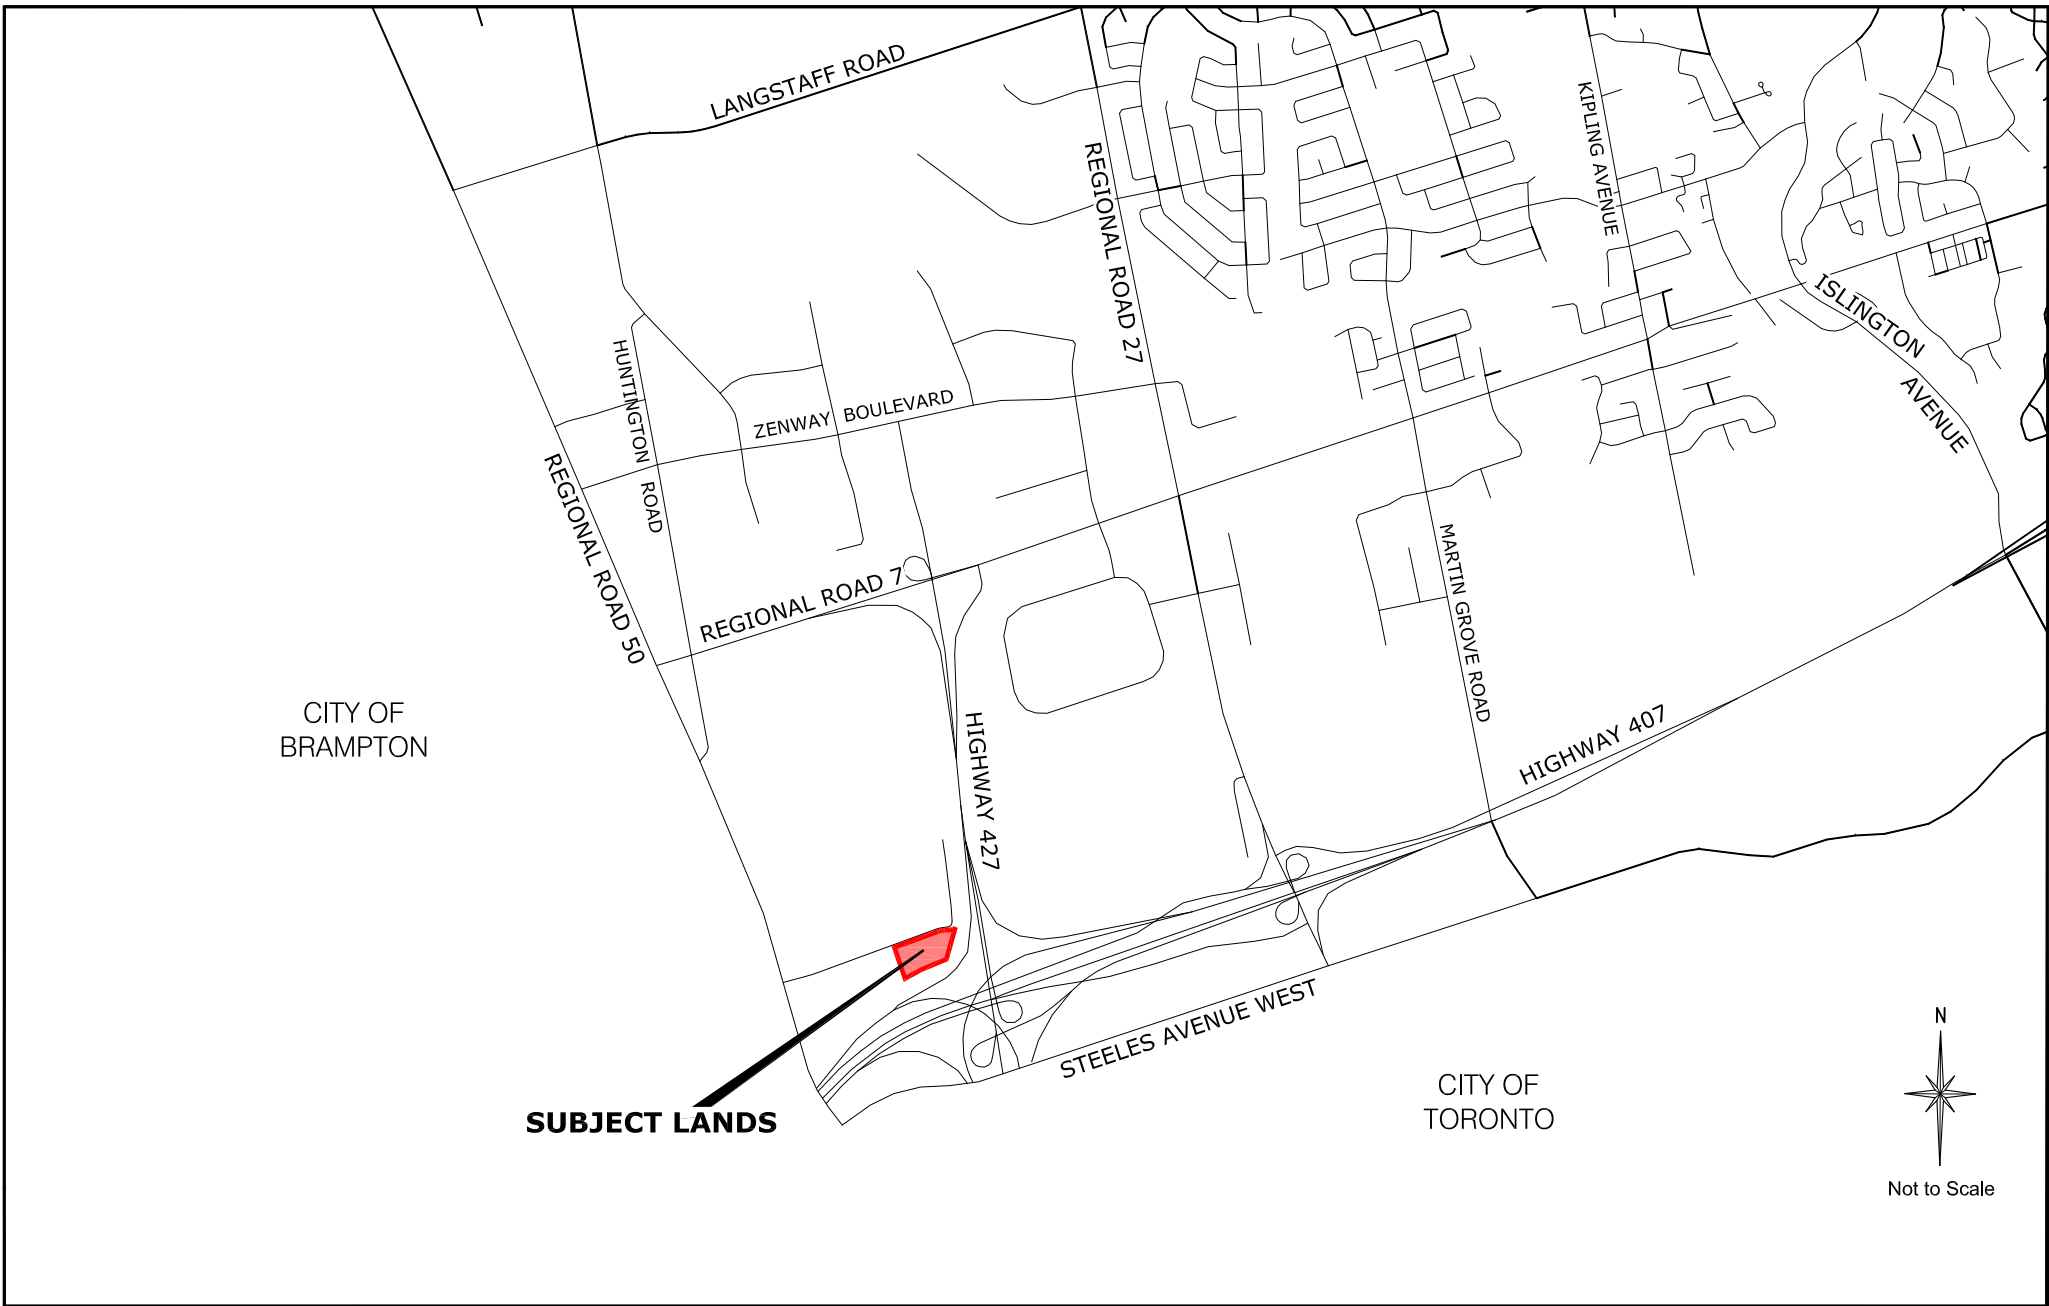 LANGSTAFF ROAD
KIPLING AVENUE
REGIONAL ROAD 27
ISLINGTON
AVENUE
HUNTINGTON
ROAD
ZENWAY BOULEVARD
REGIONAL ROAD 50
REGIONAL ROAD 7
MARTIN GROVE ROAD
CITY OF
BRAMPTON
HIGHWAY 427
HIGHWAY 407
STEELES AVENUE WEST
SUBJECT LANDS
CITY OF
TORONTO
N
Not to Scale